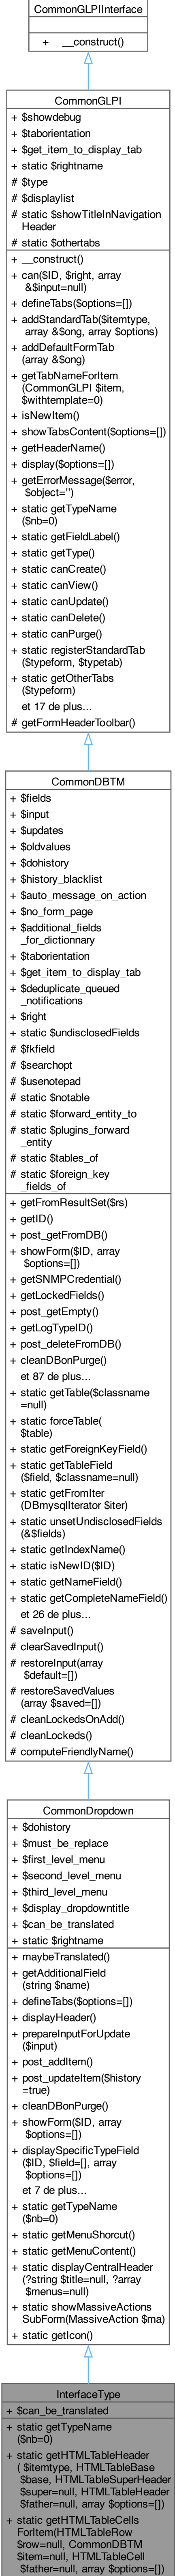 CommonGLPIInterface
+ __construct()
CommonGLPI
+ $showdebug
+ $taborientation
+ $get_item_to_display_tab
+ static $rightname
# $type
# $displaylist
# static $showTitleInNavigation
Header
# static $othertabs
+ __construct()
+ can($ID, $right, array
&$input=null)
+ defineTabs($options=[])
+ addStandardTab($itemtype,
array &$ong, array $options)
+ addDefaultFormTab
(array &$ong)
+ getTabNameForItem
(CommonGLPI $item,
$withtemplate=0)
+ isNewItem()
+ showTabsContent($options=[])
+ getHeaderName()
+ display($options=[])
+ getErrorMessage($error,
$object='')
+ static getTypeName
($nb=0)
+ static getFieldLabel()
+ static getType()
+ static canCreate()
+ static canView()
+ static canUpdate()
+ static canDelete()
+ static canPurge()
+ static registerStandardTab
($typeform, $typetab)
+ static getOtherTabs
($typeform)
et 17 de plus...
# getFormHeaderToolbar()
CommonDBTM
+ $fields
+ $input
+ $updates
+ $oldvalues
+ $dohistory
+ $history_blacklist
+ $auto_message_on_action
+ $no_form_page
+ $additional_fields
_for_dictionnary
+ $taborientation
+ $get_item_to_display_tab
+ $deduplicate_queued
_notifications
+ $right
+ static $undisclosedFields
# $fkfield
# $searchopt
# $usenotepad
# static $notable
# static $forward_entity_to
# static $plugins_forward
_entity
# static $tables_of
# static $foreign_key
_fields_of
+ getFromResultSet($rs)
+ getID()
+ post_getFromDB()
+ showForm($ID, array
$options=[])
+ getSNMPCredential()
+ getLockedFields()
+ post_getEmpty()
+ getLogTypeID()
+ post_deleteFromDB()
+ cleanDBonPurge()
et 87 de plus...
+ static getTable($classname
=null)
+ static forceTable(
$table)
+ static getForeignKeyField()
+ static getTableField
($field, $classname=null)
+ static getFromIter
(DBmysqlIterator $iter)
+ static unsetUndisclosedFields
(&$fields)
+ static getIndexName()
+ static isNewID($ID)
+ static getNameField()
+ static getCompleteNameField()
et 26 de plus...
# saveInput()
# clearSavedInput()
# restoreInput(array
$default=[])
# restoreSavedValues
(array $saved=[])
# cleanLockedsOnAdd()
# cleanLockeds()
# computeFriendlyName()
CommonDropdown
+ $dohistory
+ $must_be_replace
+ $first_level_menu
+ $second_level_menu
+ $third_level_menu
+ $display_dropdowntitle
+ $can_be_translated
+ static $rightname
+ maybeTranslated()
+ getAdditionalField
(string $name)
+ defineTabs($options=[])
+ displayHeader()
+ prepareInputForUpdate
($input)
+ post_addItem()
+ post_updateItem($history
=true)
+ cleanDBonPurge()
+ showForm($ID, array
$options=[])
+ displaySpecificTypeField
($ID, $field=[], array
$options=[])
et 7 de plus...
+ static getTypeName
($nb=0)
+ static getMenuShorcut()
+ static getMenuContent()
+ static displayCentralHeader
(?string $title=null, ?array
$menus=null)
+ static showMassiveActions
SubForm(MassiveAction $ma)
+ static getIcon()
InterfaceType
+ $can_be_translated
+ static getTypeName
($nb=0)
+ static getHTMLTableHeader
( $itemtype, HTMLTableBase
$base, HTMLTableSuperHeader
$super=null, HTMLTableHeader
$father=null, array $options=[])
+ static getHTMLTableCells
ForItem(HTMLTableRow
$row=null, CommonDBTM
$item=null, HTMLTableCell
$father=null, array $options=[])